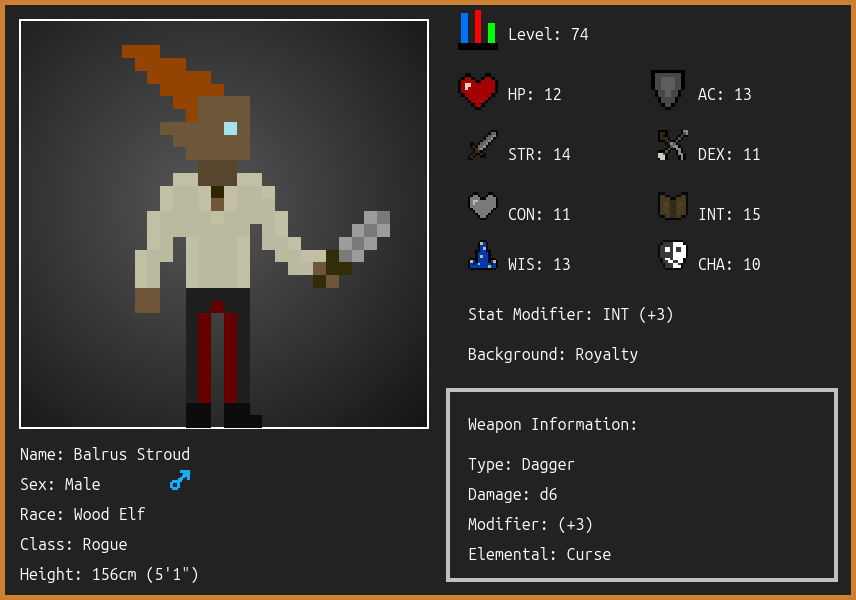 Level: 74
HP: 12
AC: 13
STR: 14
DEX: 11
CON: 11
INT: 15
WIS: 13
CHA: 10
Stat Modifier: INT (+3)
Background: Royalty
Weapon Information:
Type: Dagger
Damage: d6
Modifier: (+3)
Elemental: Curse
Name: Balrus Stroud
Sex: Male
Race: Wood Elf
Class: Rogue
Height: 156cm (5'1")